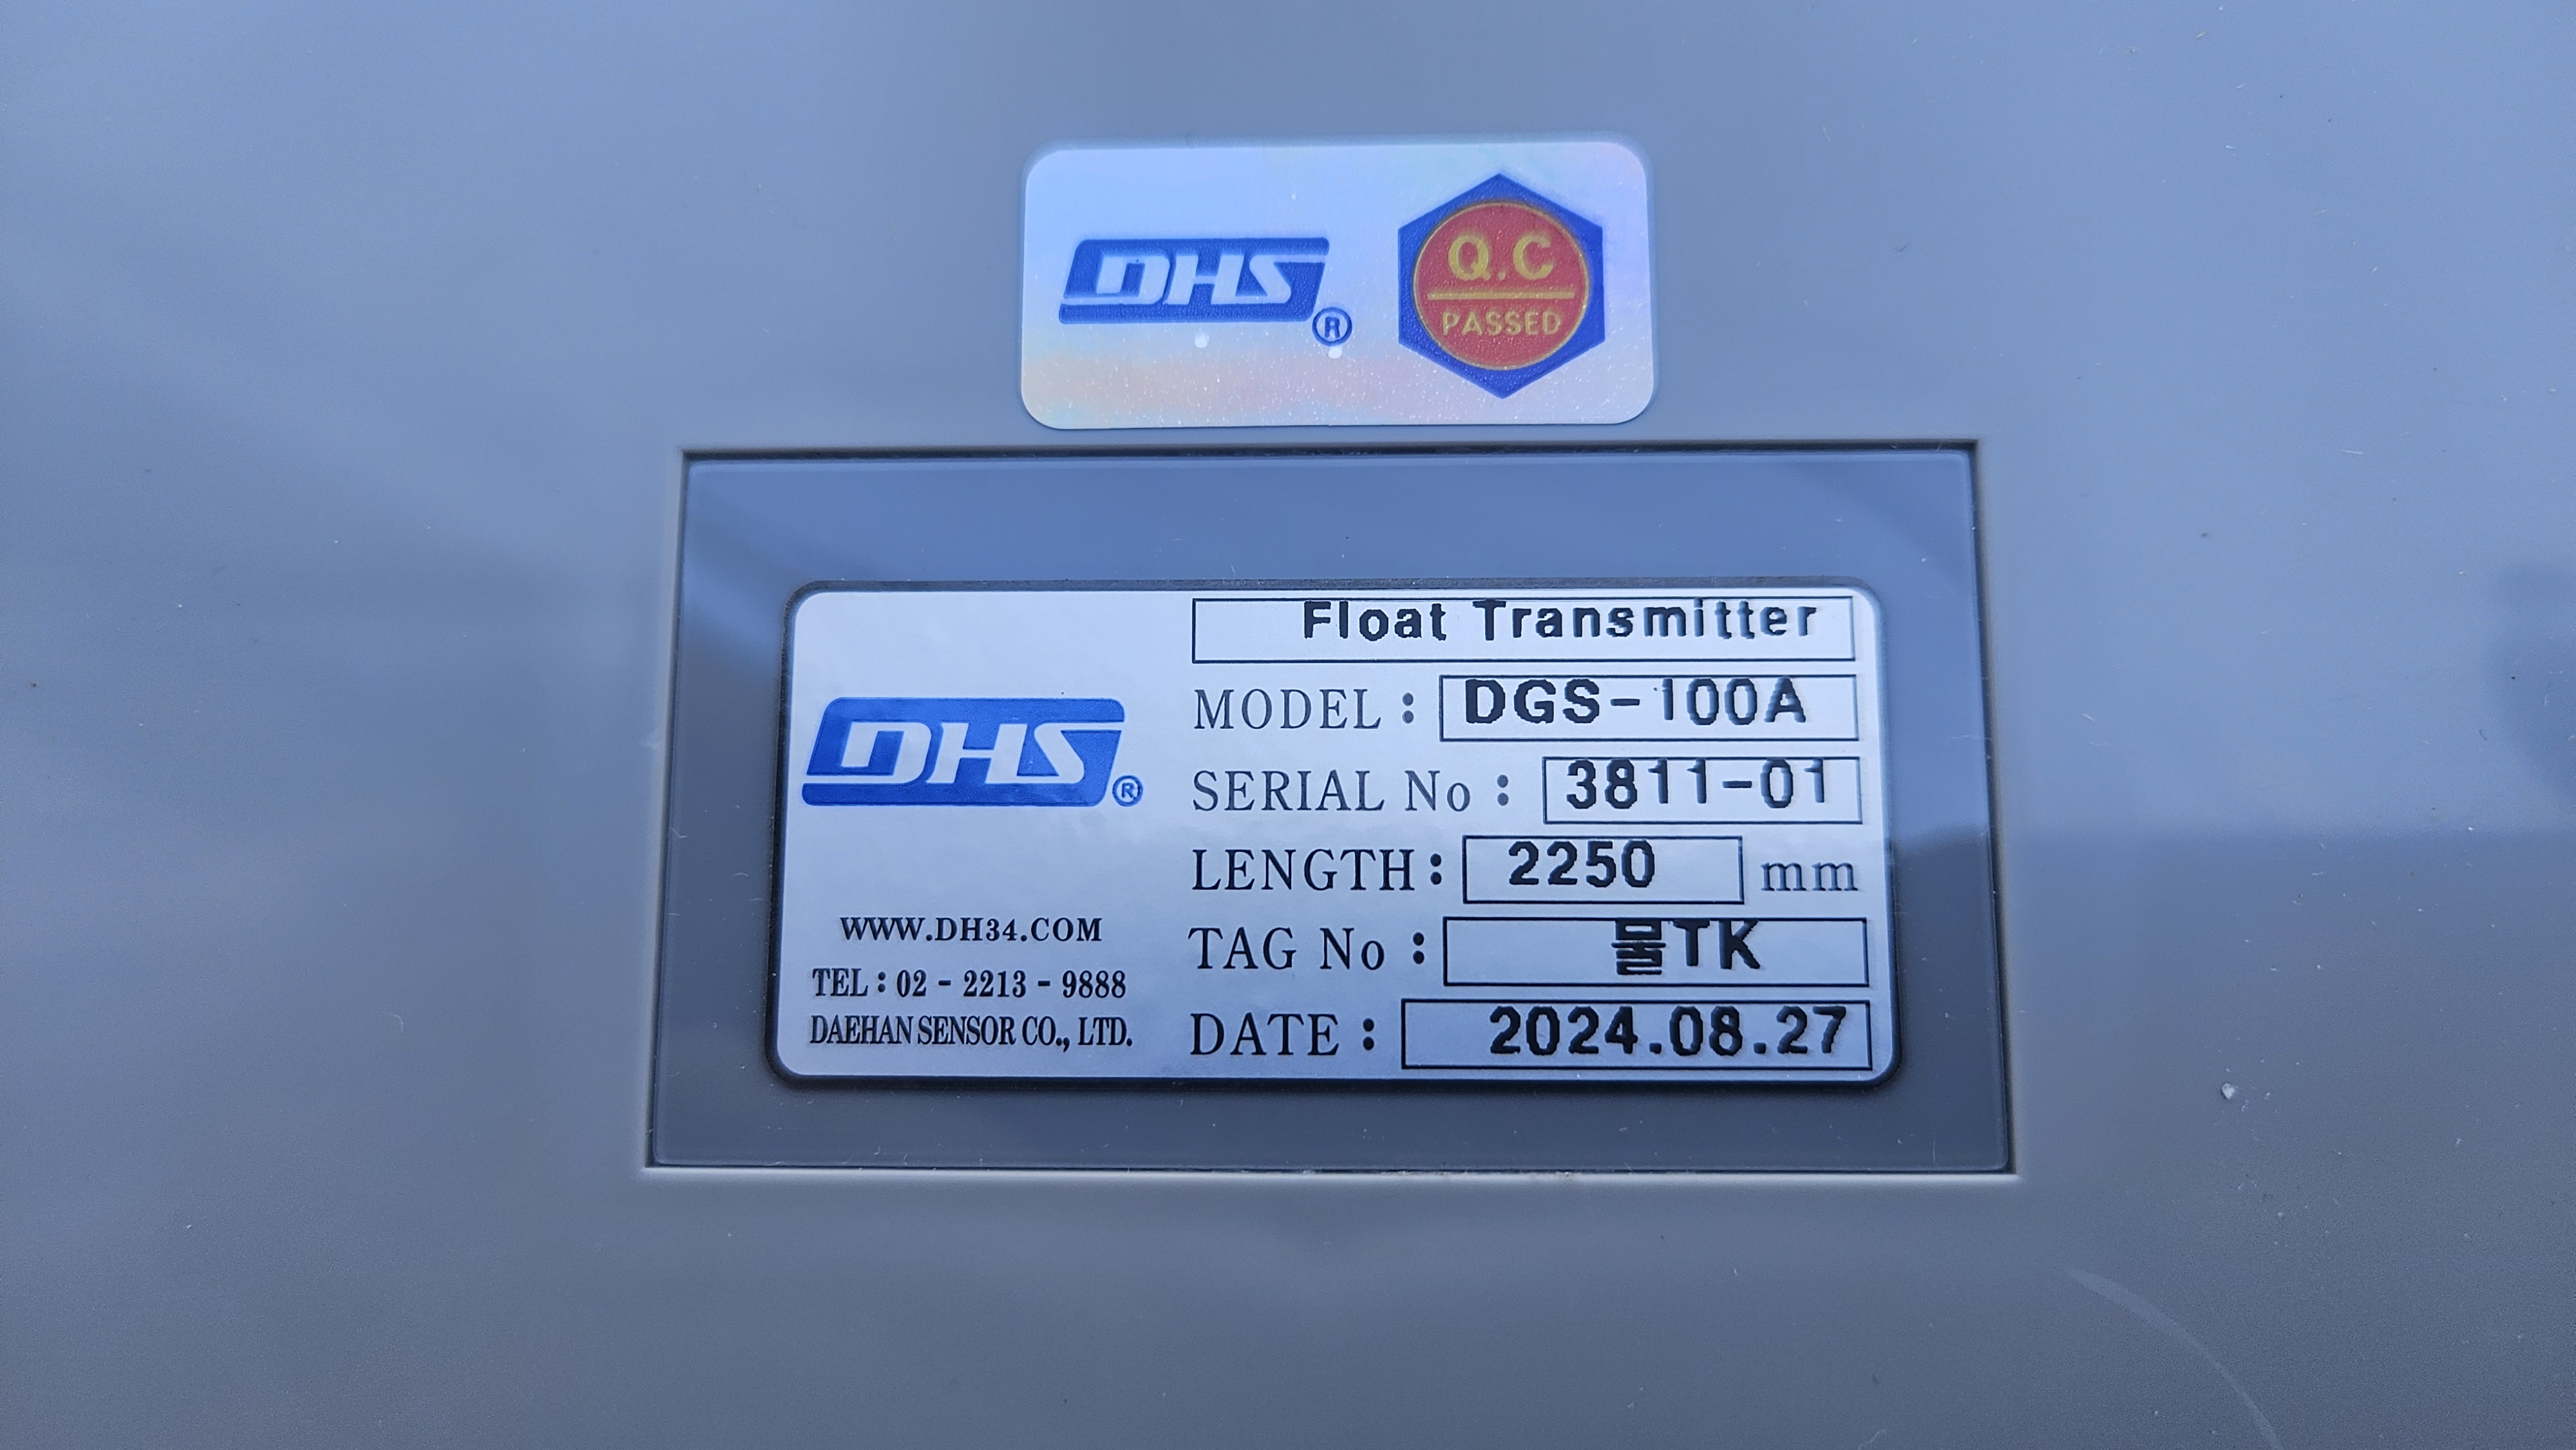 DHS®
Q.C
PASSED
Float Transmitter
DHS®
MODEL : DGS-100A
SERIAL No : 3811-01
LENGTH : 2250 mm
TAG No : 물TK
DATE : 2024.08.27
WWW.DH34.COM
TEL : 02 - 2213 - 9888
DAEHAN SENSOR CO., LTD.